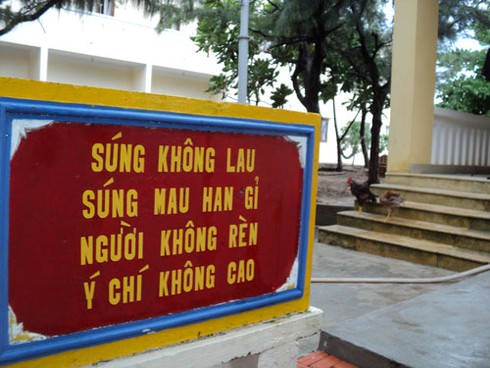 SÚNG KHÔNG LAU
SÚNG MAU HAN GỈ
NGƯỜI KHÔNG RÈN
Ý CHÍ KHÔNG CAO